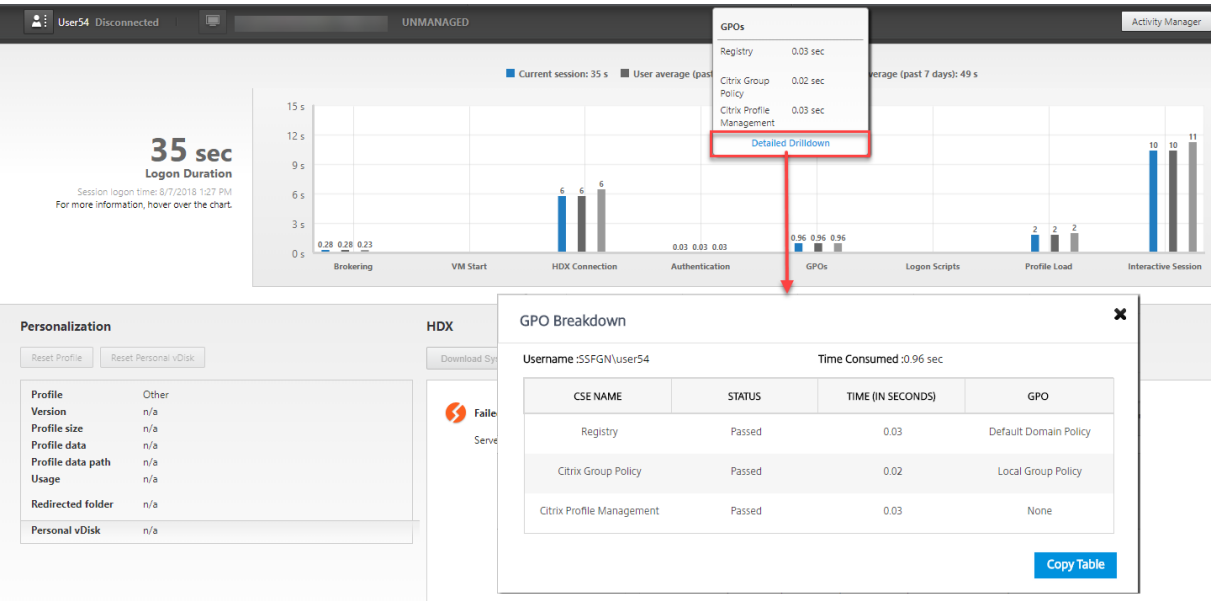 User54 Disconnected
UNMANAGED
Activity Manager
GPOs
Registry 0.03 sec
Citrix Group Policy 0.02 sec
Citrix Profile Management 0.03 sec
Detailed Drilldown
Current session: 35 s User average (past
verage (past 7 days): 49 s
35 sec
Logon Duration
Session logon time: 8/7/2018 1:27 PM
For more information, hover over the chart.
15 s
12 s
9 s
6 s
3 s
0 s
0.28 0.28 0.23
6 6 6
0.03 0.03 0.03
0.96 0.96 0.96
2 2 2
10 10 11
Brokering VM Start HDX Connection Authentication GPOs Logon Scripts Profile Load Interactive Session
Personalization
Reset Profile Reset Personal vDisk
Profile Other
Version n/a
Profile size n/a
Profile data n/a
Profile data path n/a
Usage n/a
Redirected folder n/a
Personal vDisk n/a
HDX
Download Sy
Faile
Serve
GPO Breakdown
Username :SSFGN\user54 Time Consumed :0.96 sec
CSE NAME STATUS TIME (IN SECONDS) GPO
Registry Passed 0.03 Default Domain Policy
Citrix Group Policy Passed 0.02 Local Group Policy
Citrix Profile Management Passed 0.03 None
Copy Table